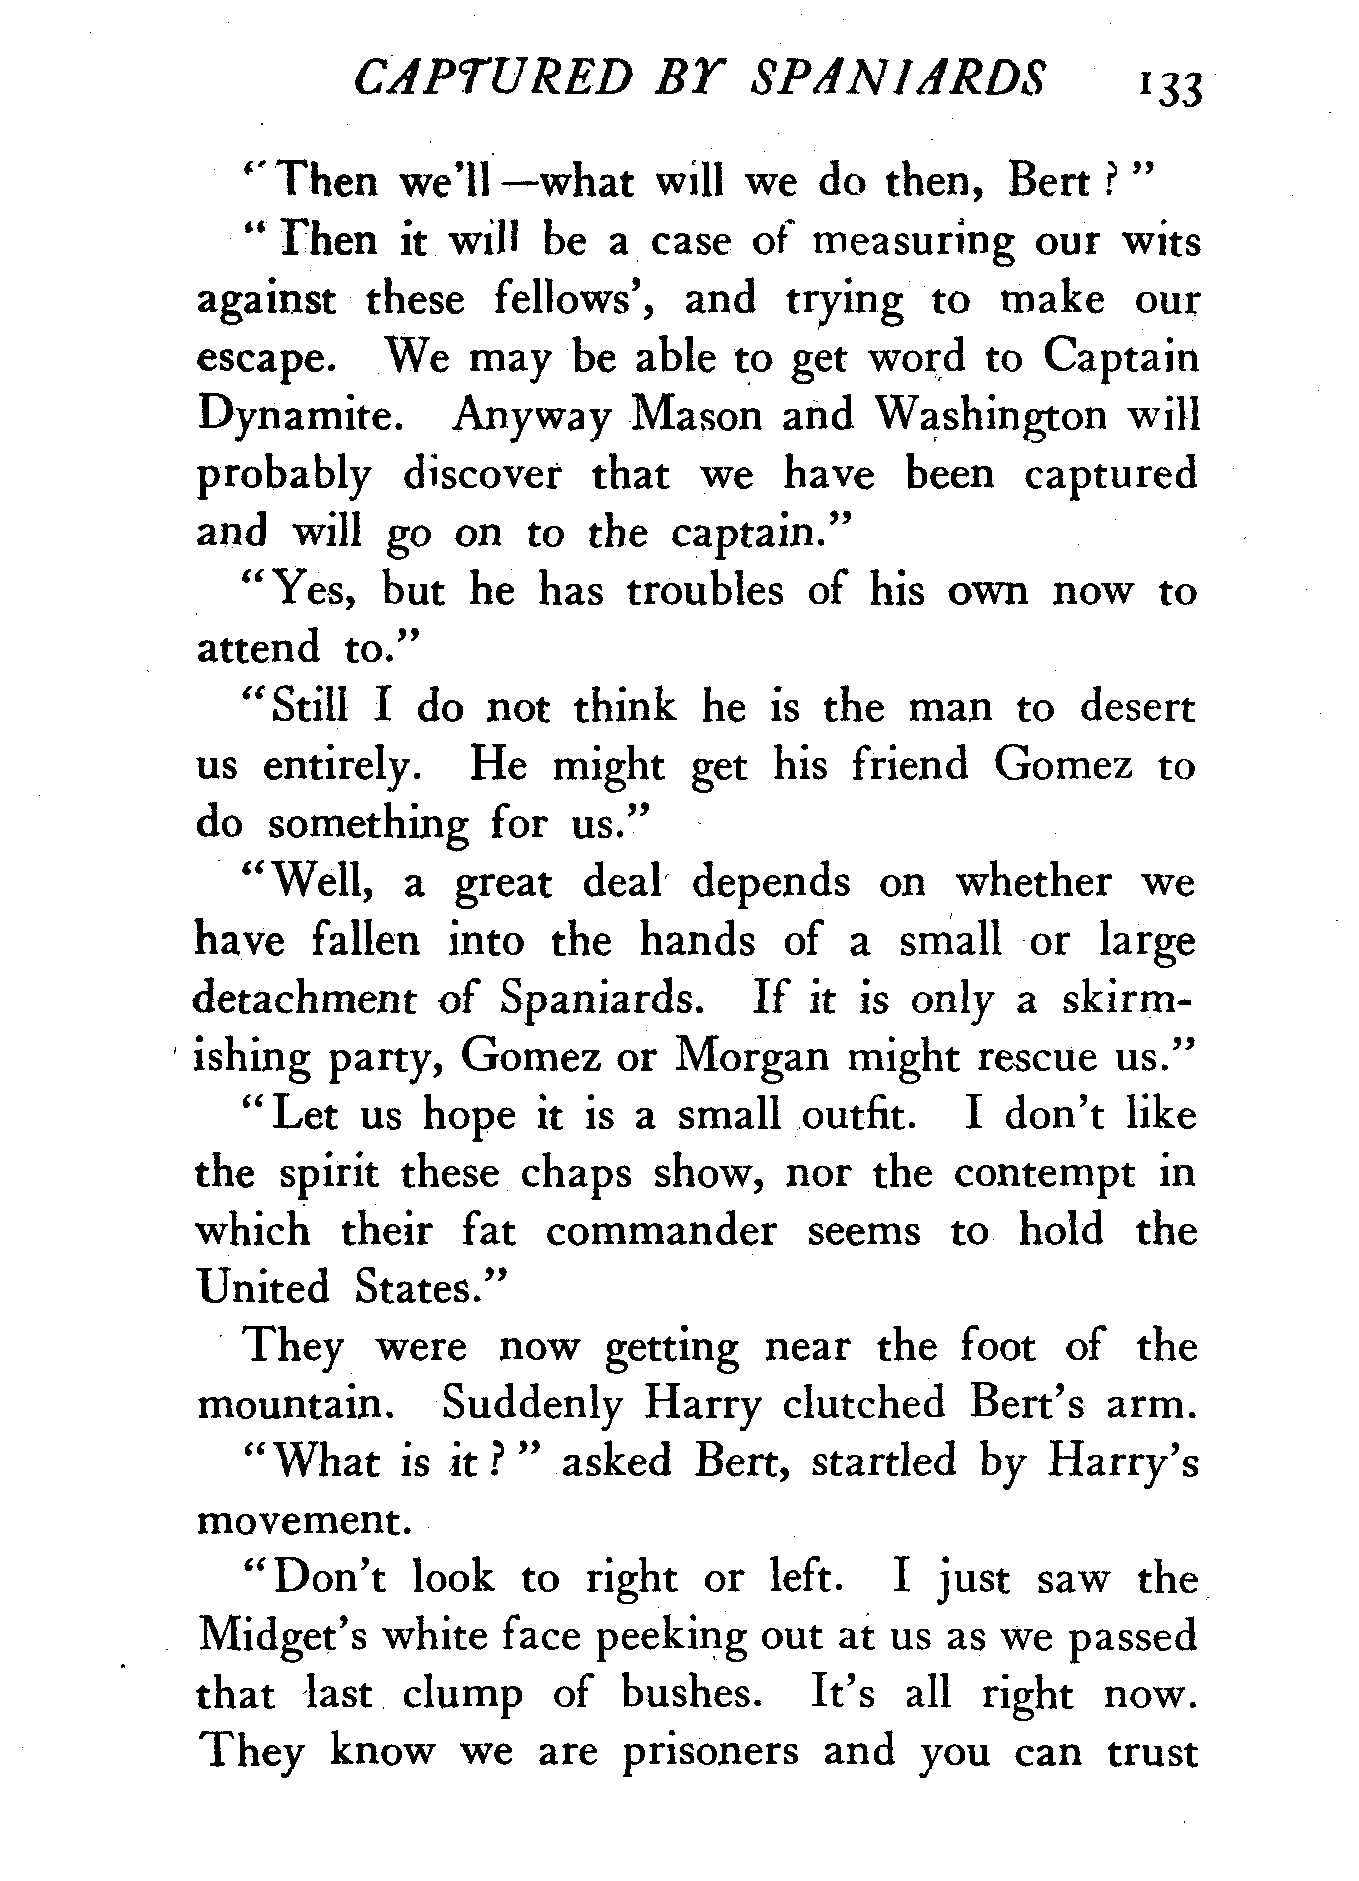 CAPTURED BY SPANIARDS 133
"Then we'll—what will we do then, Bert?"
"Then it will be a case of measuring our wits
against these fellows', and trying to make our
escape. We may be able to get word to Captain
Dynamite. Anyway Mason and Washington will
probably discover that we have been captured
and will go on to the captain."
"Yes, but he has troubles of his own now to
attend to."
"Still I do not think he is the man to desert
us entirely. He might get his friend Gomez to
do something for us."
"Well, a great deal depends on whether we
have fallen into the hands of a small or large
detachment of Spaniards. If it is only a skirm-
ishing party, Gomez or Morgan might rescue us."
"Let us hope it is a small outfit. I don't like
the spirit these chaps show, nor the contempt in
which their fat commander seems to hold the
United States."
They were now getting near the foot of the
mountain. Suddenly Harry clutched Bert's arm.
"What is it?" asked Bert, startled by Harry's
movement.
"Don't look to right or left. I just saw the
Midget's white face peeking out at us as we passed
that last clump of bushes. It's all right now.
They know we are prisoners and you can trust